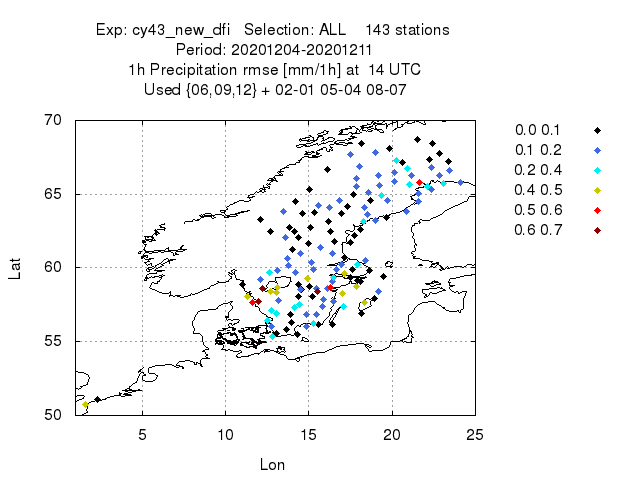 Exp: cy43_new_dfi   Selection: ALL    143 stations
Period: 20201204-20201211
1h Precipitation rmse [mm/1h] at  14 UTC
Used {06,09,12} + 02-01 05-04 08-07
70
65
60
55
50
Lat
5 10 15 20 25
Lon
0.0 0.1
0.1 0.2
0.2 0.4
0.4 0.5
0.5 0.6
0.6 0.7